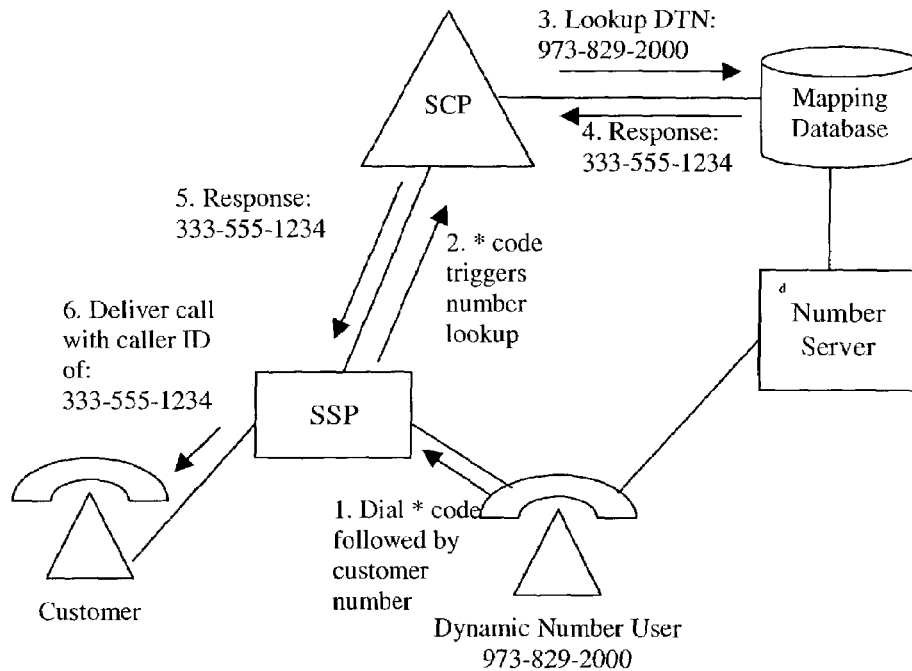 3. Lookup DTN:
973-829-2000
SCP
Mapping
Database
4. Response:
333-555-1234
5. Response:
333-555-1234
2. * code
triggers
number
lookup
6. Deliver call
with caller ID
of:
333-555-1234
d
Number
Server
SSP
1. Dial * code
followed by
customer
number
Customer
Dynamic Number User
973-829-2000